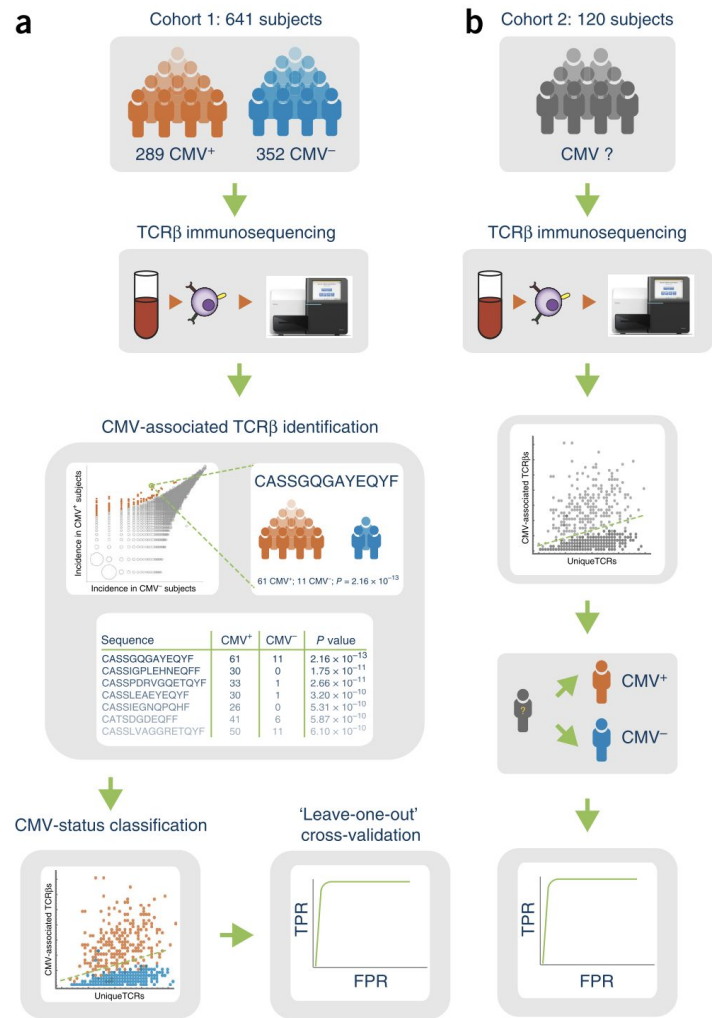 a
Cohort 1: 641 subjects
289 CMV⁺
352 CMV⁻
TCRβ immunosequencing
CMV-associated TCRβ identification
Incidence in CMV⁺ subjects
Incidence in CMV⁻ subjects
CASSGQGAYEQYF
61 CMV⁺; 11 CMV⁻; P = 2.16 × 10⁻¹³
Sequence CMV⁺ CMV⁻ P value
CASSGQGAYEQYF 61 11 2.16 × 10⁻¹³
CASSIGPLEHNEQFF 30 0 1.75 × 10⁻¹¹
CASSPDRVGQETQYF 33 1 2.66 × 10⁻¹¹
CASSLEAEYEQYF 30 1 3.20 × 10⁻¹⁰
CASSIEGNQPQHF 26 0 5.31 × 10⁻¹⁰
CATSDGDEQFF 41 6 5.87 × 10⁻¹⁰
CASSLVAGGRETQYF 50 11 6.10 × 10⁻¹⁰
CMV-status classification
CMV-associated TCRβs
UniqueTCRs
‘Leave-one-out’
cross-validation
TPR
FPR
b
Cohort 2: 120 subjects
CMV ?
TCRβ immunosequencing
CMV-associated TCRβs
UniqueTCRs
?
CMV⁺
CMV⁻
TPR
FPR